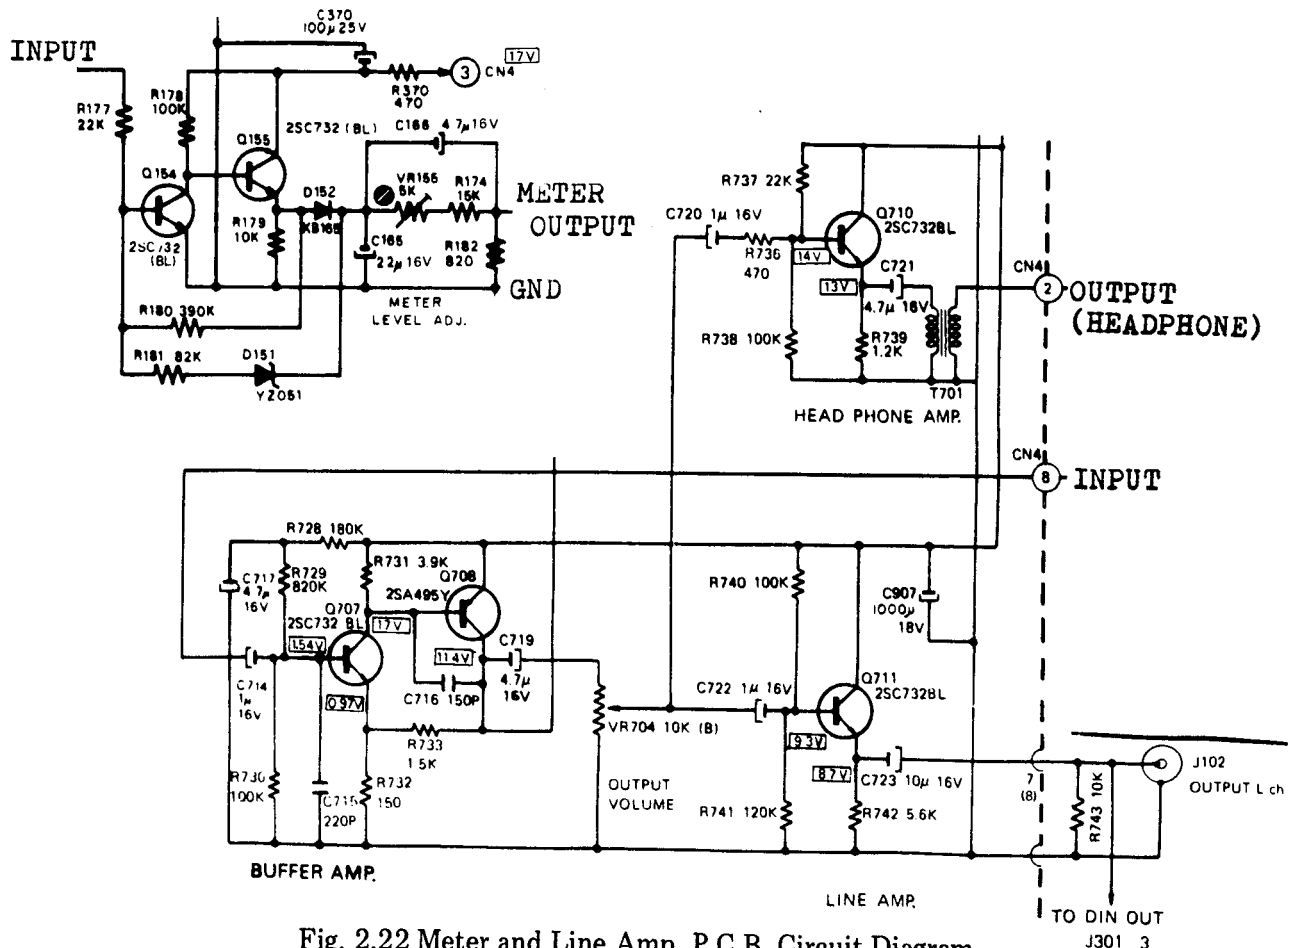 C370
100µ25V
17V
INPUT
3
CN4
R178
100K
R370
470
R177
22K
2SC732 (BL)
C166 4.7µ16V
Q155
Q154
D152
VR155
5K
R174
15K
METER
OUTPUT
R179
10K
2SC732
(BL)
C165
22µ16V
R182
820
GND
METER
LEVEL ADJ.
R180 390K
R181 82K
D151
YZ051
R737 22K
C720 1µ 16V
Q710
2SC732BL
R736
470
14V
C721
13V
4.7µ 16V
CN4
2
OUTPUT
(HEADPHONE)
R738 100K
R739
1.2K
T701
HEAD PHONE AMP.
CN4
8
INPUT
R728 180K
R731 3.9K
C717
4.7µ
16V
R729
820K
Q708
2SA495Y
Q707
2SC732 BL
17V
1.54V
R740 100K
C907
1000µ
18V
C719
11.4V
4.7µ
16V
C714
1µ
16V
C716 150P
0.97V
C722 1µ 16V
Q711
2SC732BL
VR704 10K (B)
R733
1.5K
9.3V
R730
100K
R732
150
C715
220P
OUTPUT
VOLUME
8.7V
C723 10µ 16V
7
(8)
R743 10K
J102
OUTPUT L ch
R741 120K
R742 5.6K
BUFFER AMP.
LINE AMP.
TO DIN OUT
J301 3
Fig. 2.22 Meter and Line Amp. P.C.B. Circuit Diagram